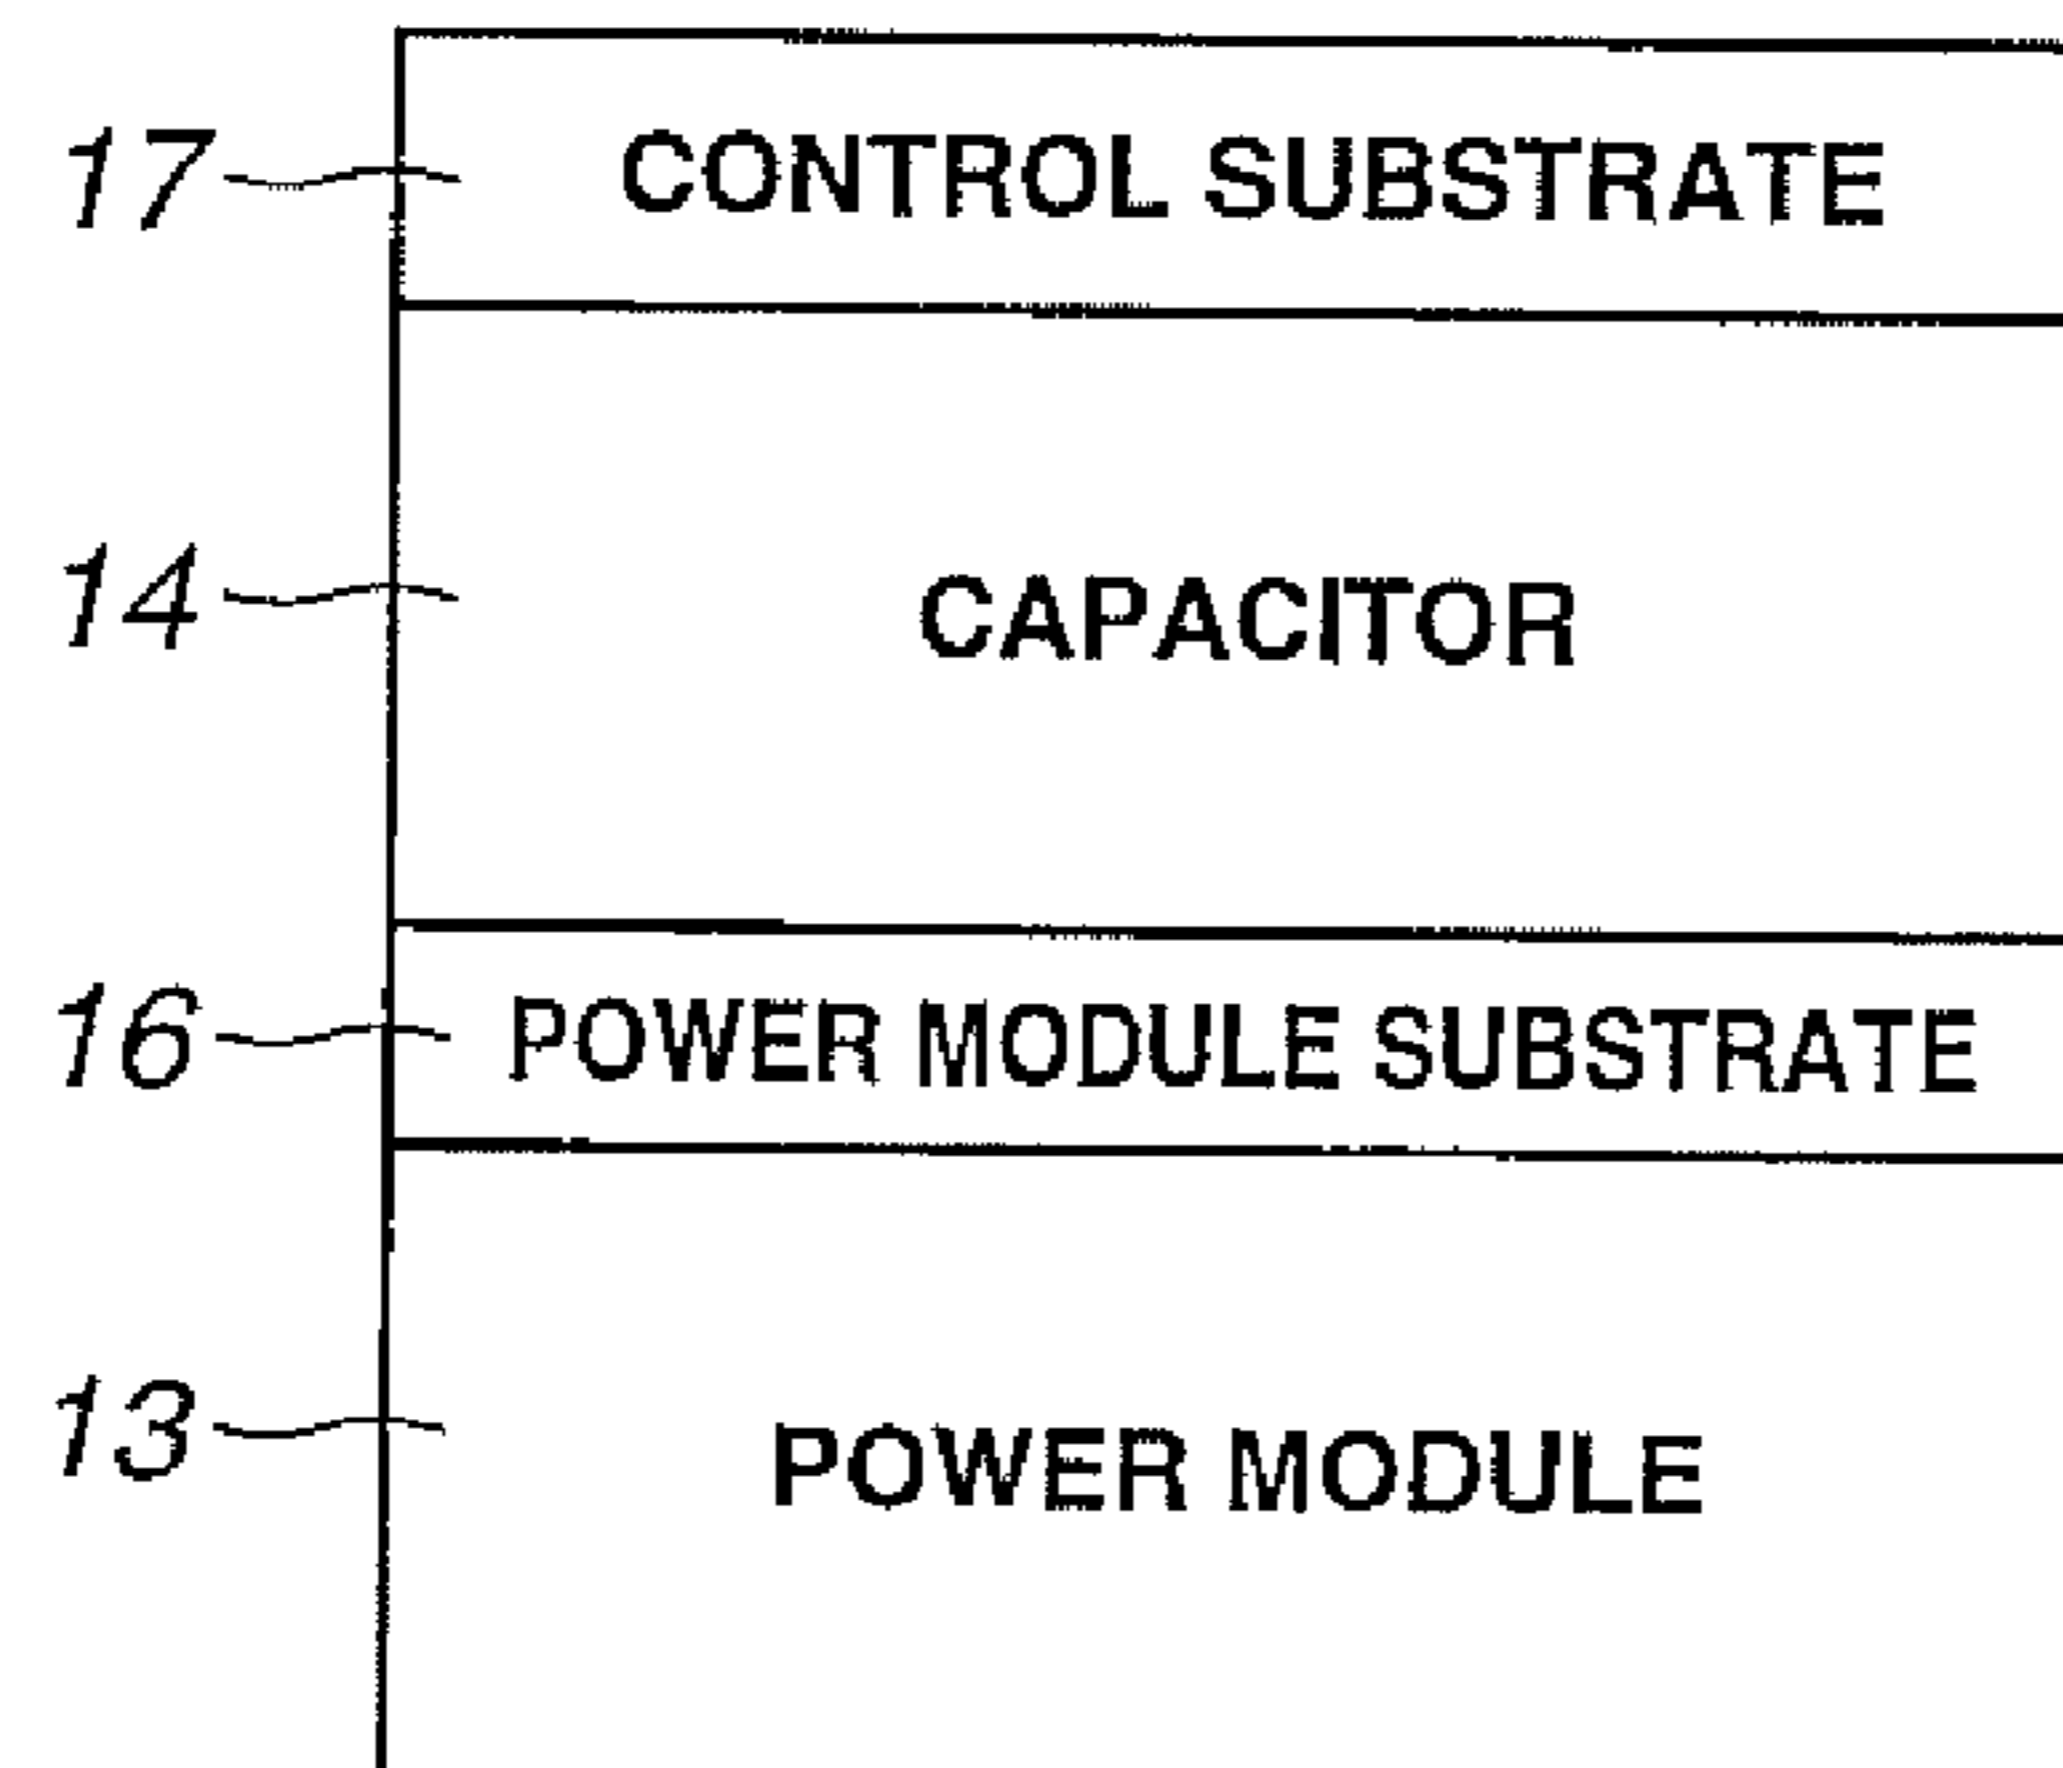 17 CONTROL SUBSTRATE
14 CAPACITOR
16 POWER MODULE SUBSTRATE
13 POWER MODULE